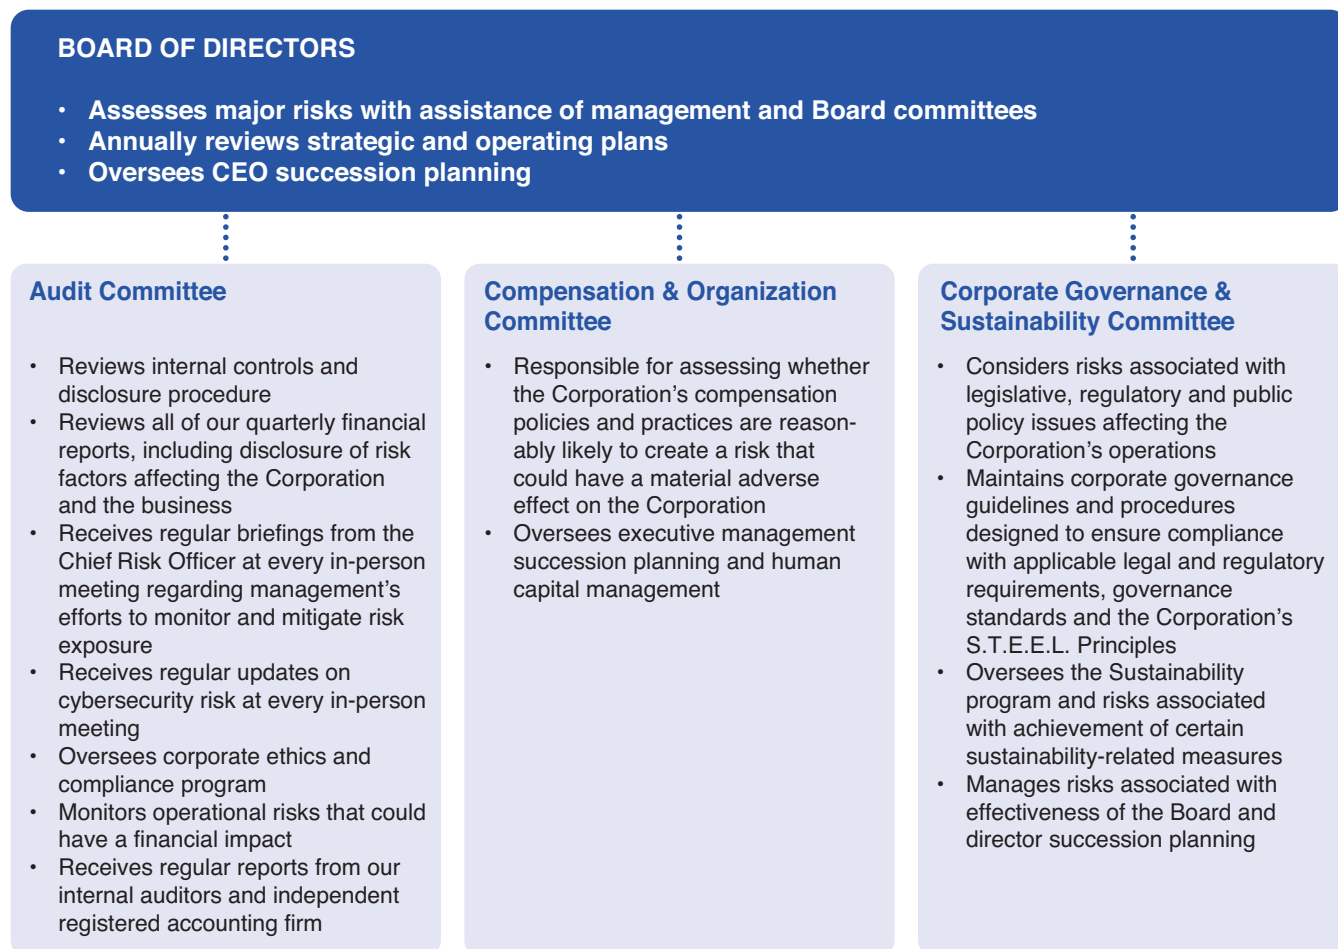 BOARD OF DIRECTORS
• Assesses major risks with assistance of management and Board committees
• Annually reviews strategic and operating plans
• Oversees CEO succession planning
Audit Committee
• Reviews internal controls and
disclosure procedure
• Reviews all of our quarterly financial
reports, including disclosure of risk
factors affecting the Corporation
and the business
• Receives regular briefings from the
Chief Risk Officer at every in-person
meeting regarding management's
efforts to monitor and mitigate risk
exposure
• Receives regular updates on
cybersecurity risk at every in-person
meeting
• Oversees corporate ethics and
compliance program
• Monitors operational risks that could
have a financial impact
• Receives regular reports from our
internal auditors and independent
registered accounting firm
Compensation & Organization
Committee
• Responsible for assessing whether
the Corporation's compensation
policies and practices are reason-
ably likely to create a risk that
could have a material adverse
effect on the Corporation
• Oversees executive management
succession planning and human
capital management
Corporate Governance &
Sustainability Committee
• Considers risks associated with
legislative, regulatory and public
policy issues affecting the
Corporation's operations
• Maintains corporate governance
guidelines and procedures
designed to ensure compliance
with applicable legal and regulatory
requirements, governance
standards and the Corporation's
S.T.E.E.L. Principles
• Oversees the Sustainability
program and risks associated
with achievement of certain
sustainability-related measures
• Manages risks associated with
effectiveness of the Board and
director succession planning